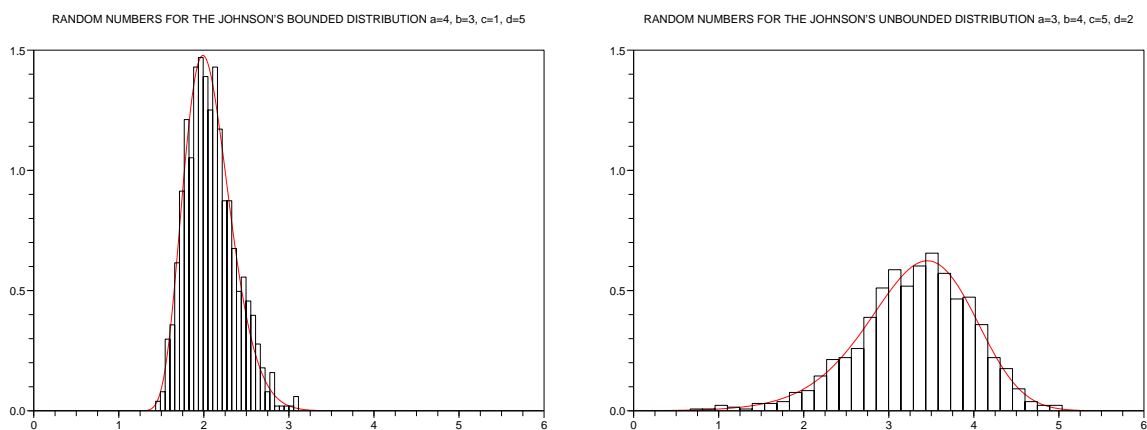 RANDOM NUMBERS FOR THE JOHNSON'S BOUNDED DISTRIBUTION a=4, b=3, c=1, d=5
1.5
1.0
0.5
0.0
0 1 2 3 4 5 6
RANDOM NUMBERS FOR THE JOHNSON'S UNBOUNDED DISTRIBUTION a=3, b=4, c=5, d=2
1.5
1.0
0.5
0.0
0 1 2 3 4 5 6